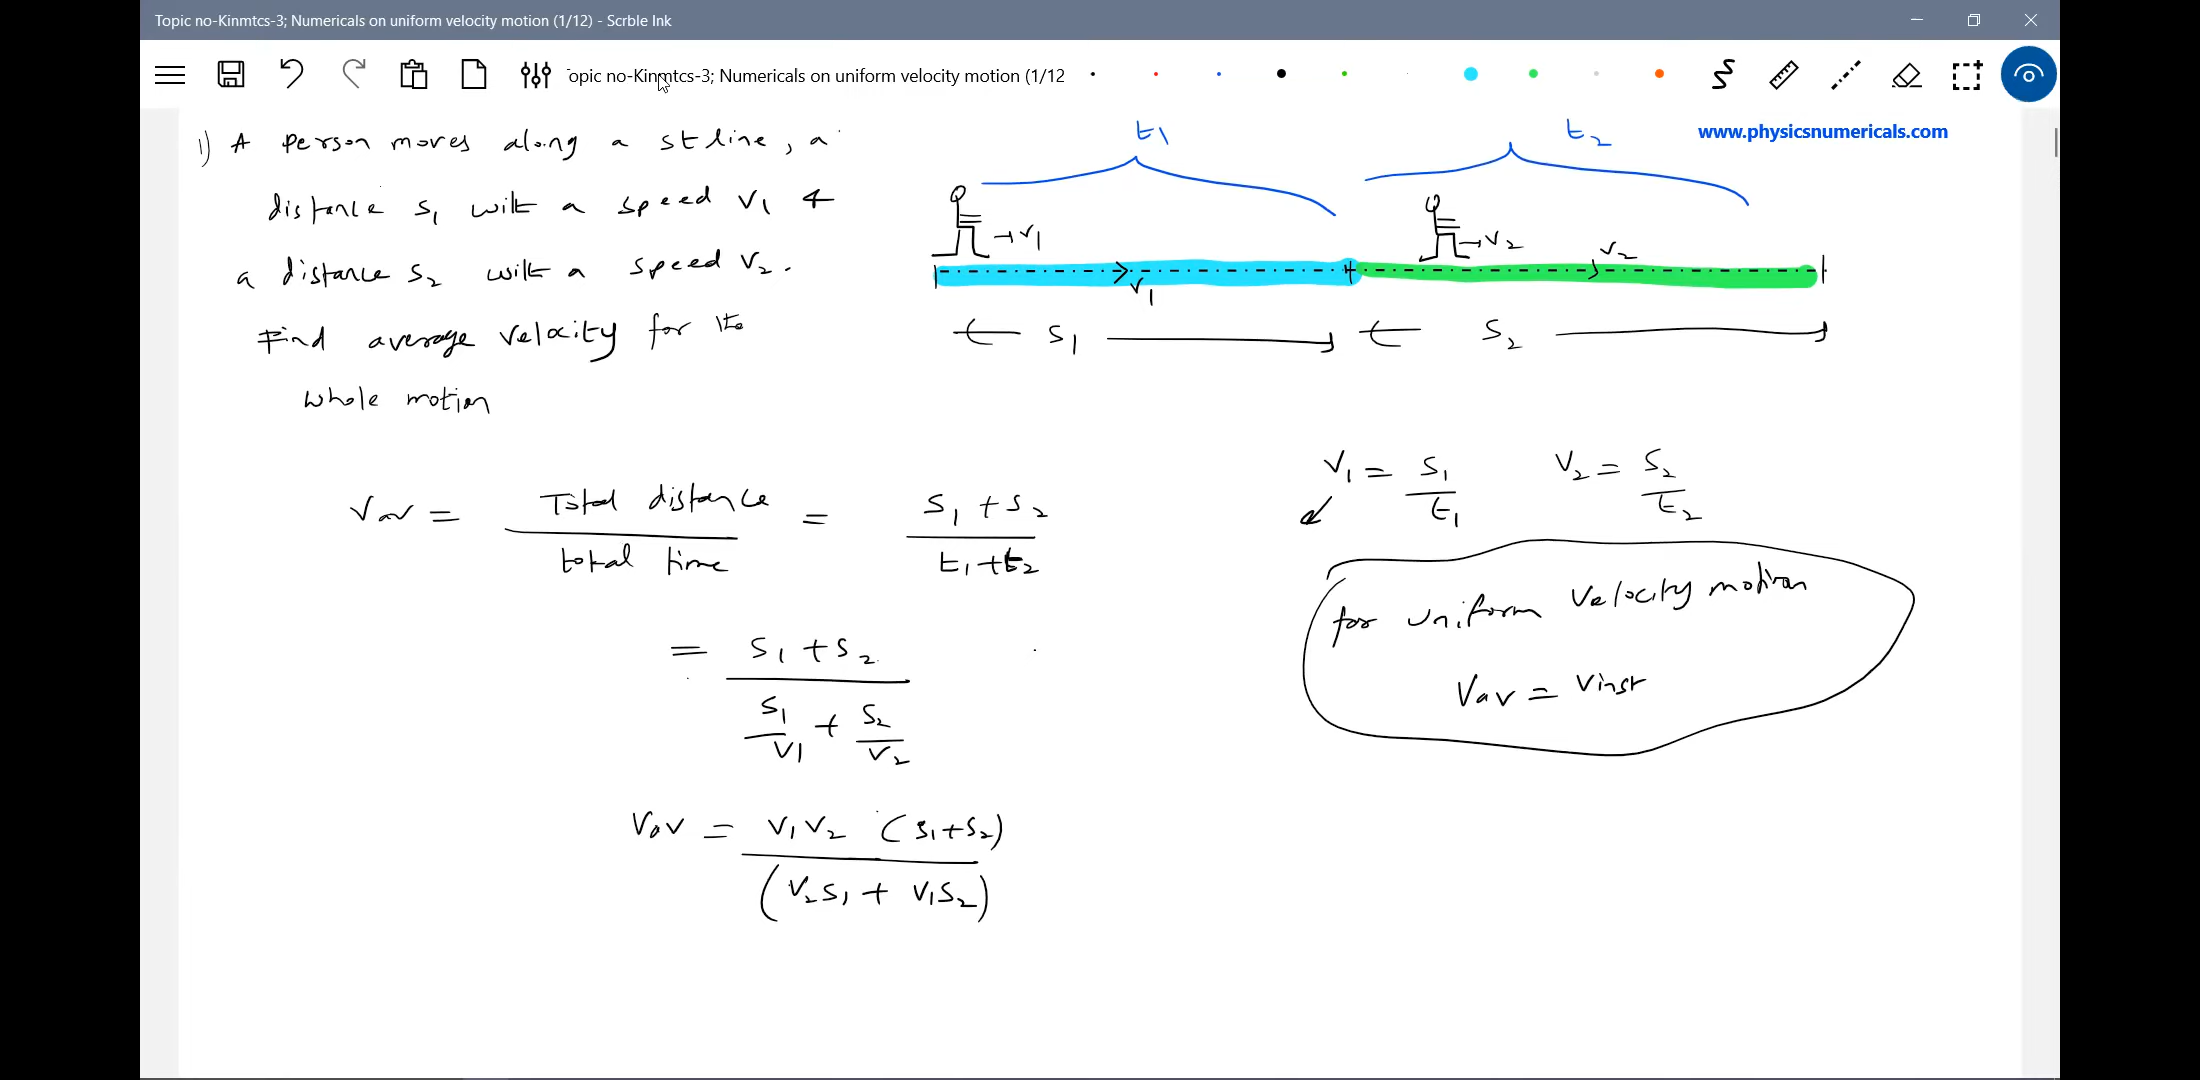 Topic no-Kinmtcs-3; Numericals on uniform velocity motion (1/12) - Scrble Ink
opic no-Kinmtcs-3; Numericals on uniform velocity motion (1/12
www.physicsnumericals.com
1) A person moves along a st line, a
distance s₁ with a speed v₁ &
a distance s₂ with a speed v₂.
Find average velocity for the
whole motion
t₁
t₂
→v₁
→v₂
v₂
v₁
s₁
s₂
v₁ = s₁/t₁ v₂ = s₂/t₂
Vav = Total distance/total time = s₁+s₂/t₁+t₂
= s₁+s₂/(s₁/v₁ + s₂/v₂)
Vav = v₁v₂ (s₁+s₂)/(v₂s₁ + v₁s₂)
for uniform velocity motion
Vav = Vinst